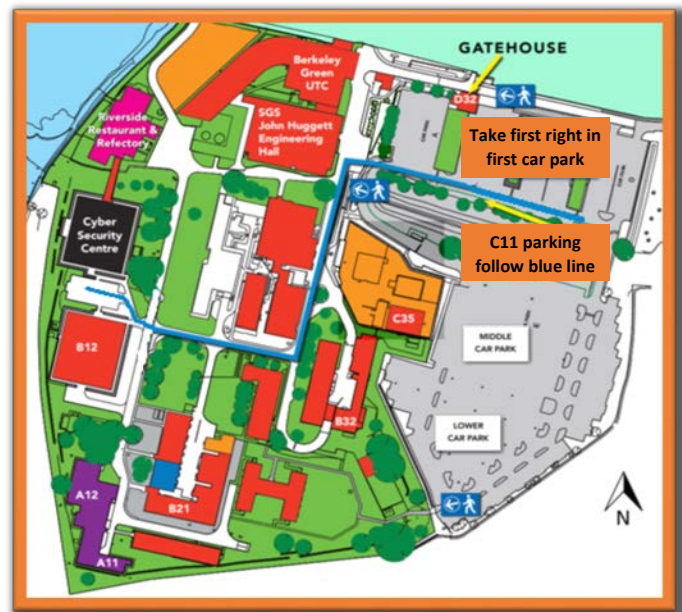 GATEHOUSE
Berkeley
Green
UTC
D32
Riverside
Restaurant &
Refectory
SGS
John Huggett
Engineering
Hall
CAR PARK
A
Take first right in
first car park
Cyber
Security
Centre
C11 parking
follow blue line
C35
B12
MIDDLE
CAR PARK
B32
LOWER
CAR PARK
A12
B21
A11
N